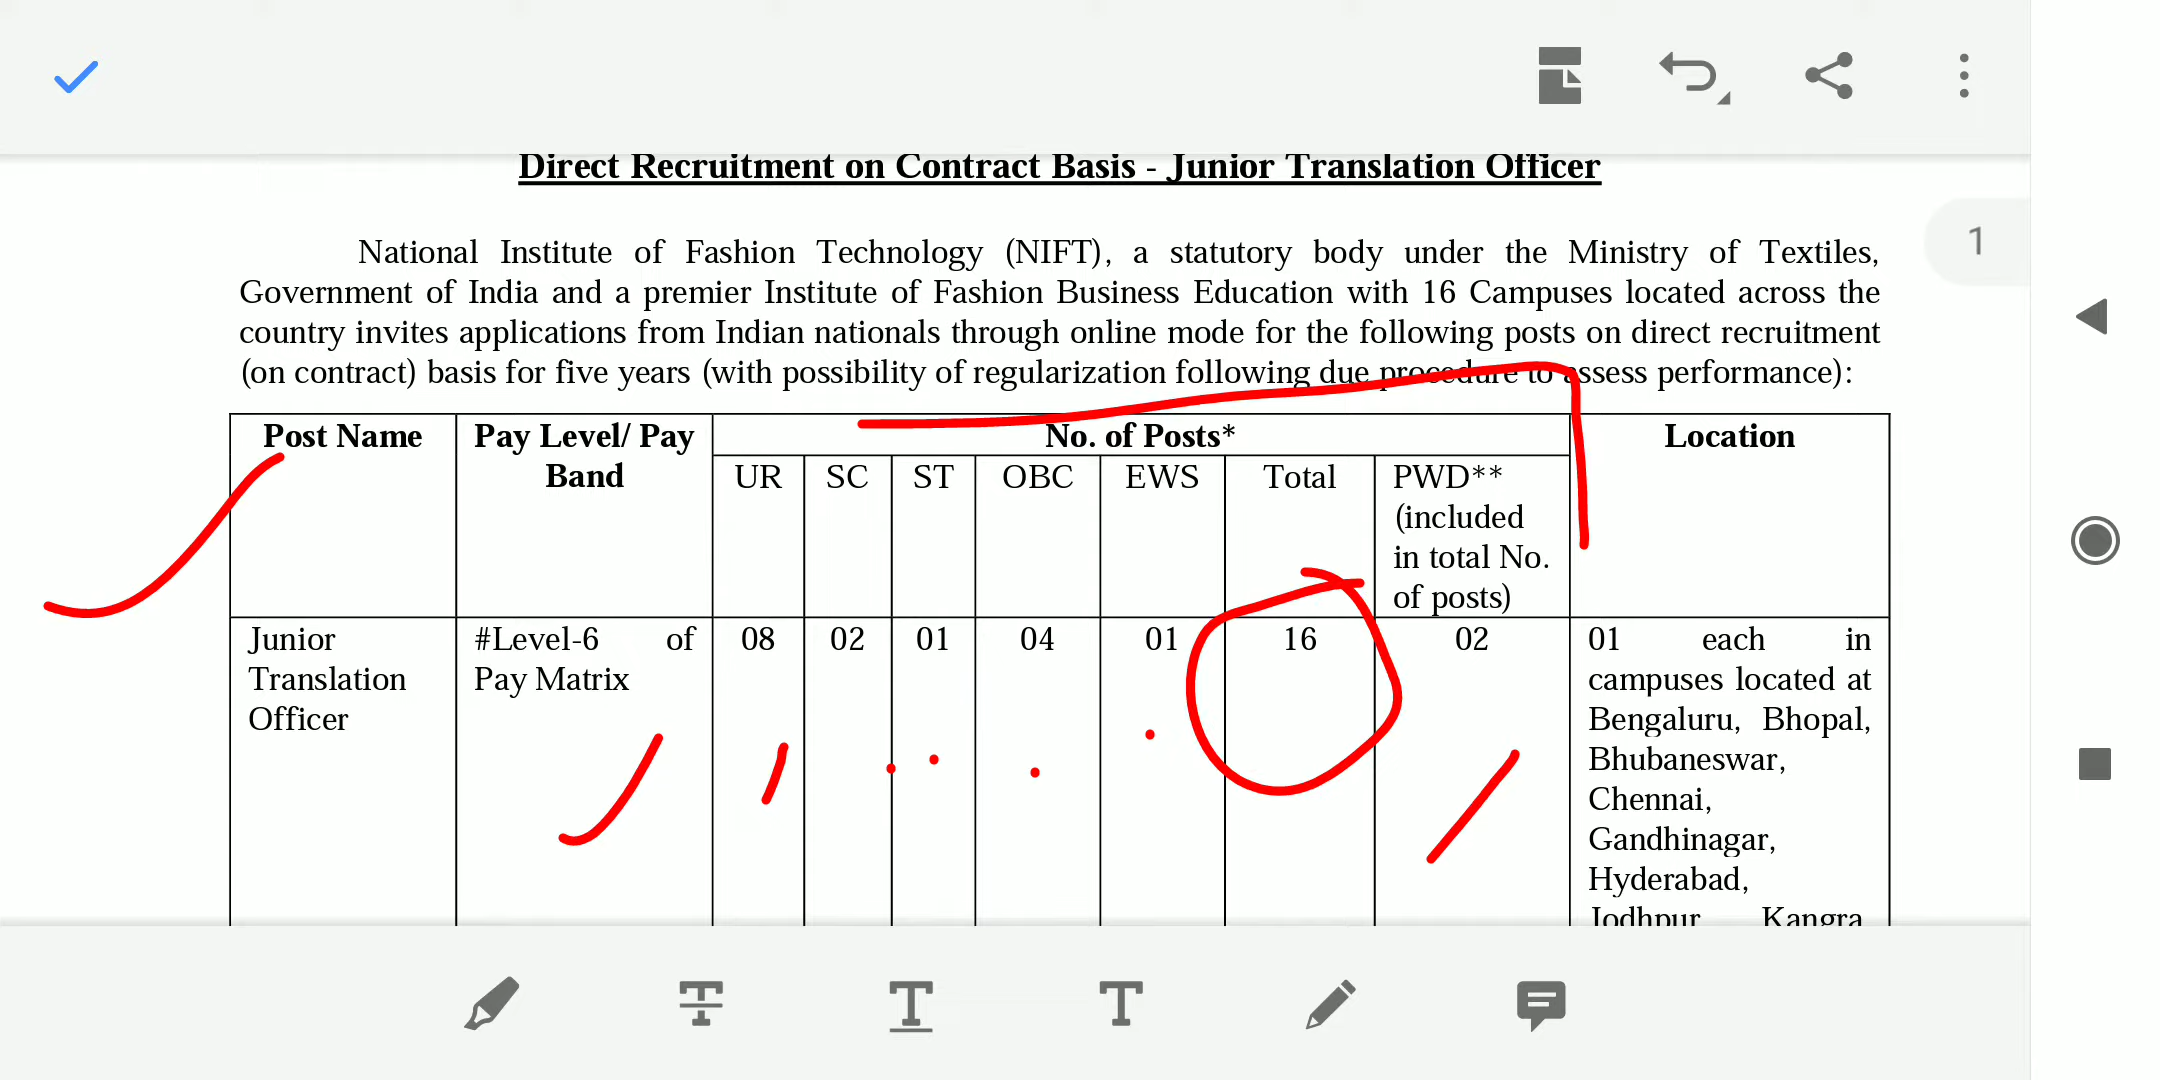 Direct Recruitment on Contract Basis - Junior Translation Officer
1
National Institute of Fashion Technology (NIFT), a statutory body under the Ministry of Textiles,
Government of India and a premier Institute of Fashion Business Education with 16 Campuses located across the
country invites applications from Indian nationals through online mode for the following posts on direct recruitment
(on contract) basis for five years (with possibility of regularization following due procedure to assess performance):
Post Name
Pay Level/ Pay
Band
No. of Posts*
Location
UR
SC
ST
OBC
EWS
Total
PWD**
(included
in total No.
of posts)
Junior
Translation
Officer
#Level-6 of
Pay Matrix
08
02
01
04
01
16
02
01 each in
campuses located at
Bengaluru, Bhopal,
Bhubaneswar,
Chennai,
Gandhinagar,
Hyderabad,
Jodhpur Kangra